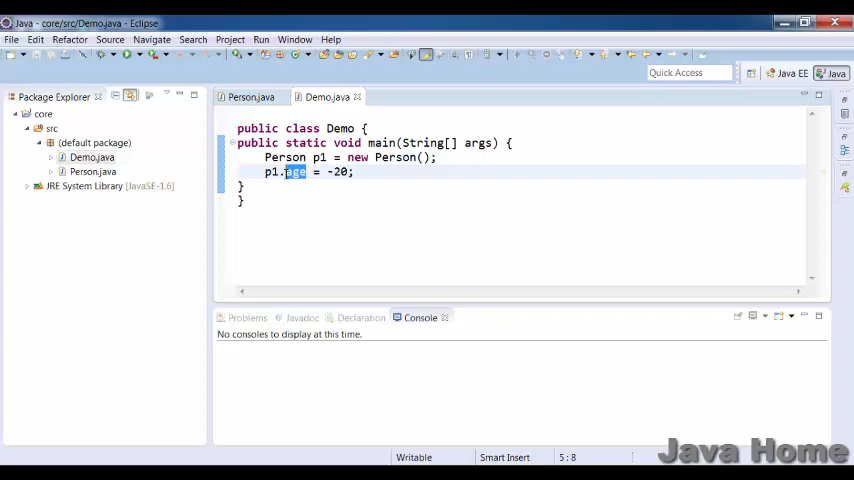 Java - core/src/Demo.java - Eclipse
File Edit Refactor Source Navigate Search Project Run Window Help
Quick Access Java EE Java
Package Explorer Person.java Demo.java
core
src
(default package)
Demo.java
Person.java
JRE System Library [JavaSE-1.6]
public class Demo {
public static void main(String[] args) {
Person p1 = new Person();
p1.age = -20;
}
}
Problems Javadoc Declaration Console
No consoles to display at this time.
Writable Smart Insert 5:8
Java Home